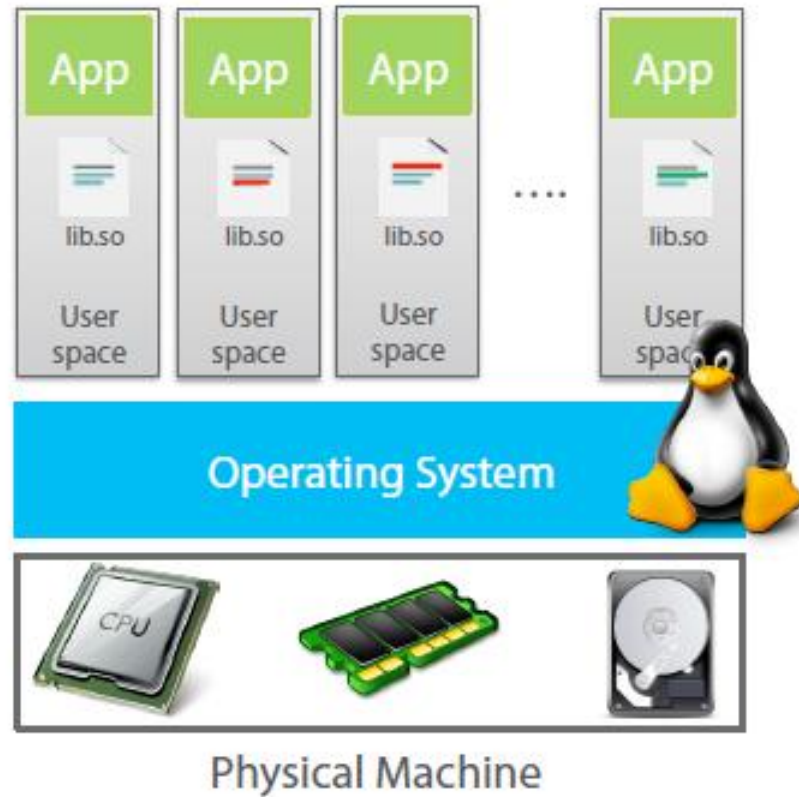 App
App
App
App
lib.so
lib.so
lib.so
....
lib.so
User
space
User
space
User
space
User
space
Operating System
CPU
Physical Machine